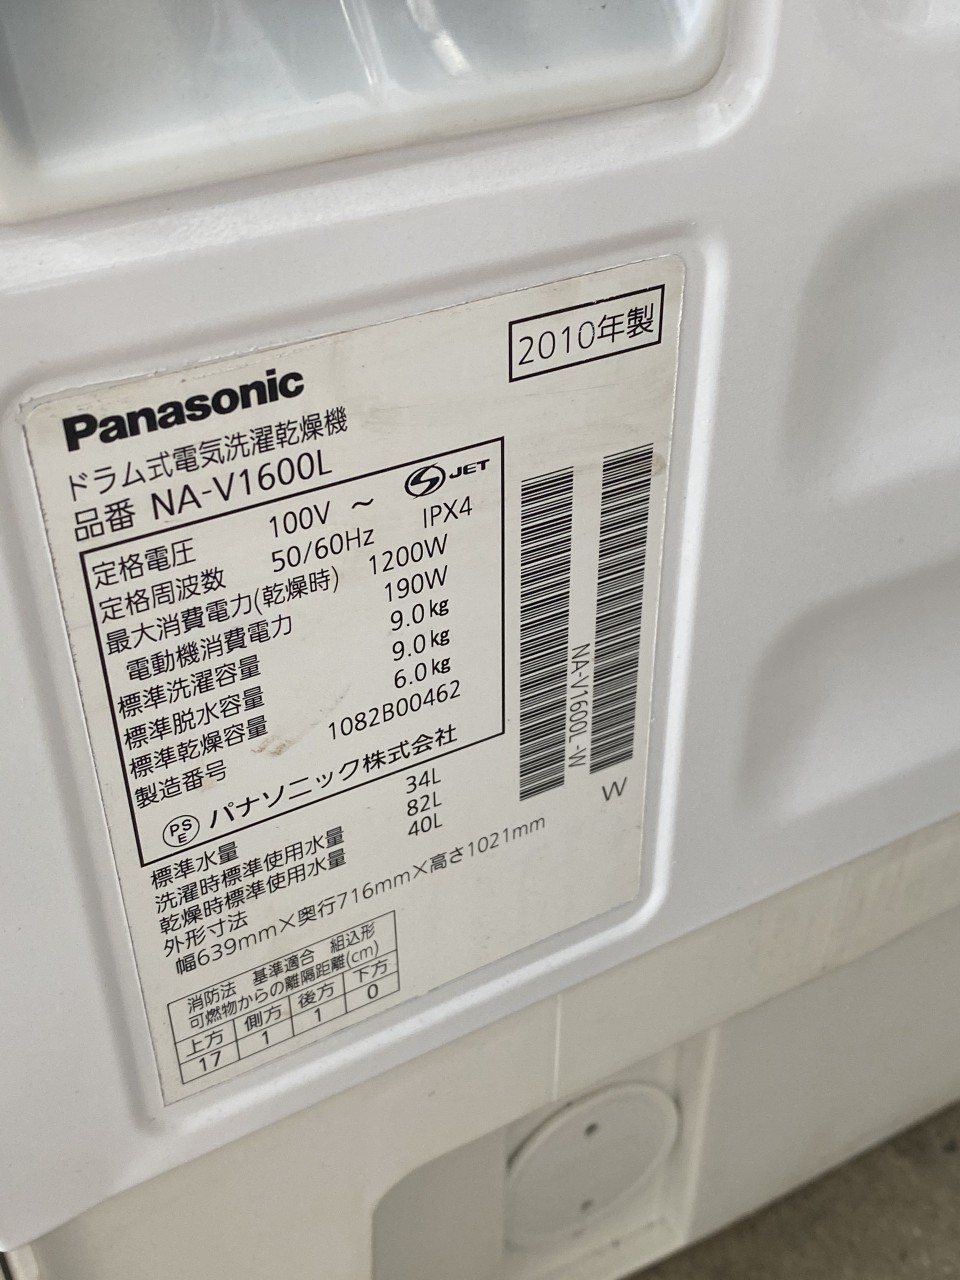 2010年製
Panasonic
ドラム式電気洗濯乾燥機
品番 NA-V1600L
S JET
定格電圧 100V ～
定格周波数 50/60Hz IPX4
最大消費電力(乾燥時) 1200W
電動機消費電力 190W
標準洗濯容量 9.0kg
標準脱水容量 9.0kg
標準乾燥容量 6.0kg
製造番号 1082B00462
PSE パナソニック株式会社
標準水量 34L
洗濯時標準使用水量 82L
乾燥時標準使用水量 40L
外形寸法
幅639mm×奥行716mm×高さ1021mm
消防法 基準適合 組込形
可燃物からの離隔距離(cm)
上方 側方 後方 下方
17 1 1 0
NA-V1600L-W
W